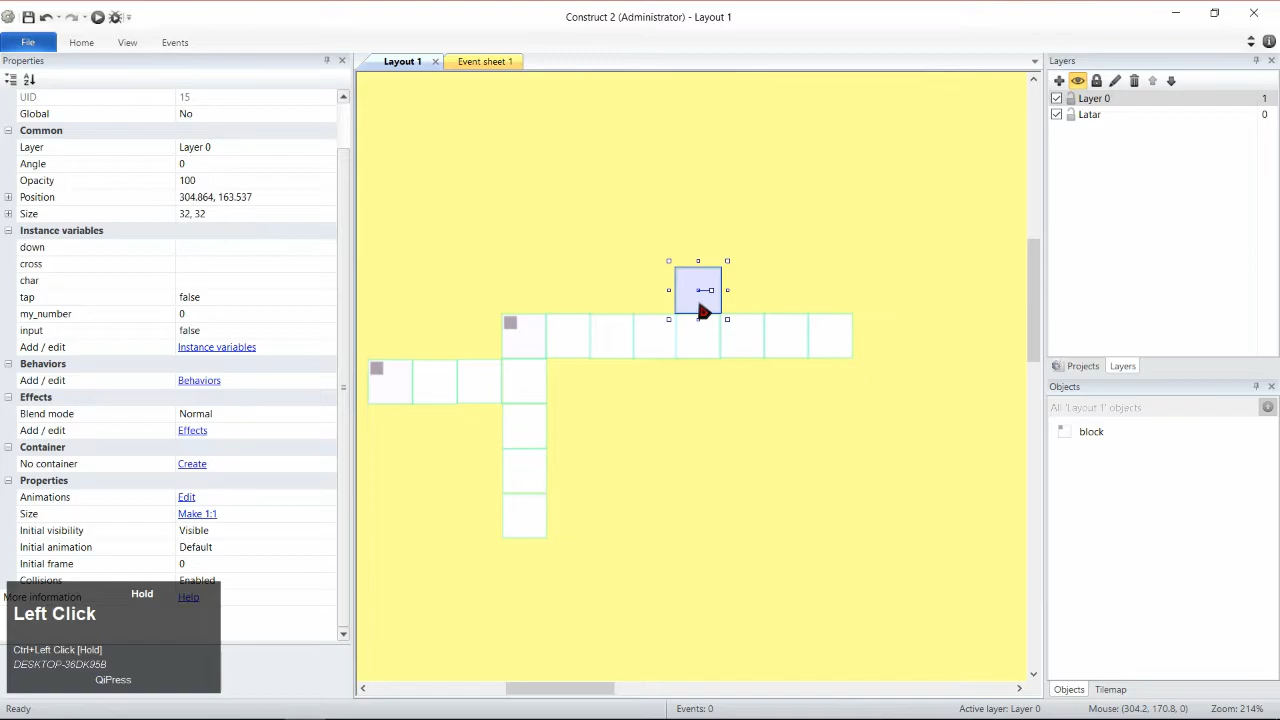 Construct 2 (Administrator) - Layout 1
File Home View Events
Properties
Layout 1 Event sheet 1
Layers
UID 15
Global No
Common
Layer Layer 0
Angle 0
Opacity 100
Position 304.864, 163.537
Size 32, 32
Instance variables
down
cross
char
tap false
my_number 0
input false
Add / edit Instance variables
Behaviors
Add / edit Behaviors
Effects
Blend mode Normal
Add / edit Effects
Container
No container Create
Properties
Animations Edit
Size Make 1:1
Initial visibility Visible
Initial animation Default
Initial frame 0
Collisions Enabled
More information Help
Hold
Left Click
Ctrl+Left Click [Hold]
DESKTOP-36DK95B
QiPress
Layer 0 1
Latar 0
Projects Layers
Objects
All 'Layout 1' objects
block
Objects Tilemap
Ready Events: 0 Active layer: Layer 0 Mouse: (304.2, 170.8, 0) Zoom: 214%